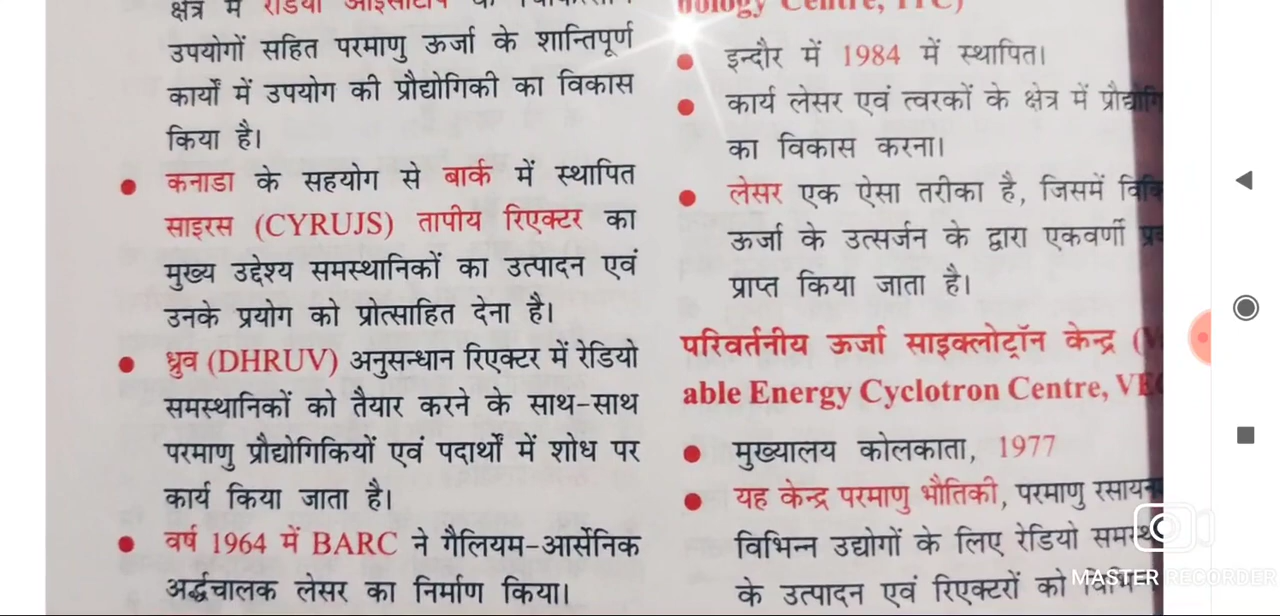 उपयोगों सहित परमाणु ऊर्जा के शान्तिपूर्ण
कार्यों में उपयोग की प्रौद्योगिकी का विकास
किया है।
• कनाडा के सहयोग से बार्क में स्थापित
साइरस (CYRUJS) तापीय रिएक्टर का
मुख्य उद्देश्य समस्थानिकों का उत्पादन एवं
उनके प्रयोग को प्रोत्साहित देना है।
• ध्रुव (DHRUV) अनुसन्धान रिएक्टर में रेडियो
समस्थानिकों को तैयार करने के साथ-साथ
परमाणु प्रौद्योगिकियों एवं पदार्थों में शोध पर
कार्य किया जाता है।
• वर्ष 1964 में BARC ने गैलियम-आर्सेनिक
अर्द्धचालक लेसर का निर्माण किया।
Centre,
• इन्दौर में 1984 में स्थापित।
• कार्य लेसर एवं त्वरकों के क्षेत्र में
का विकास करना।
• लेसर एक ऐसा तरीका है, जिसमें
ऊर्जा के उत्सर्जन के द्वारा एकवर्णी
प्राप्त किया जाता है।
परिवर्तनीय ऊर्जा साइक्लोट्रॉन केन्द्र
able Energy Cyclotron Centre,
• मुख्यालय कोलकाता, 1977
• यह केन्द्र परमाणु भौतिकी, परमाणु
विभिन्न उद्योगों के लिए रेडियो
के उत्पादन एवं रिएक्टरों को
MASTER RECORDER